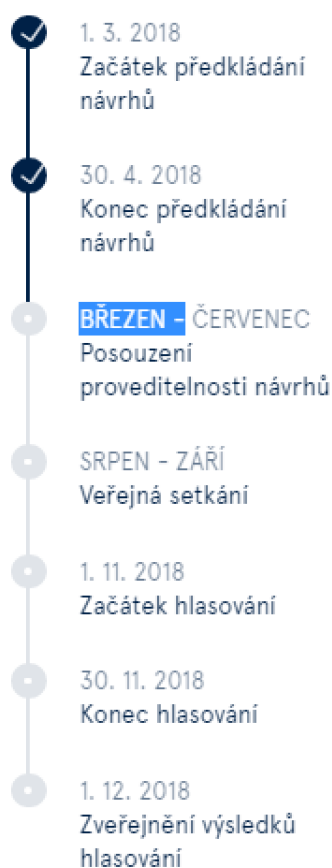 1. 3. 2018
Začátek předkládání
návrhů
30. 4. 2018
Konec předkládání
návrhů
BŘEZEN - ČERVENEC
Posouzení
proveditelnosti návrhů
SRPEN - ZÁŘÍ
Veřejná setkání
1. 11. 2018
Začátek hlasování
30. 11. 2018
Konec hlasování
1. 12. 2018
Zveřejnění výsledků
hlasování